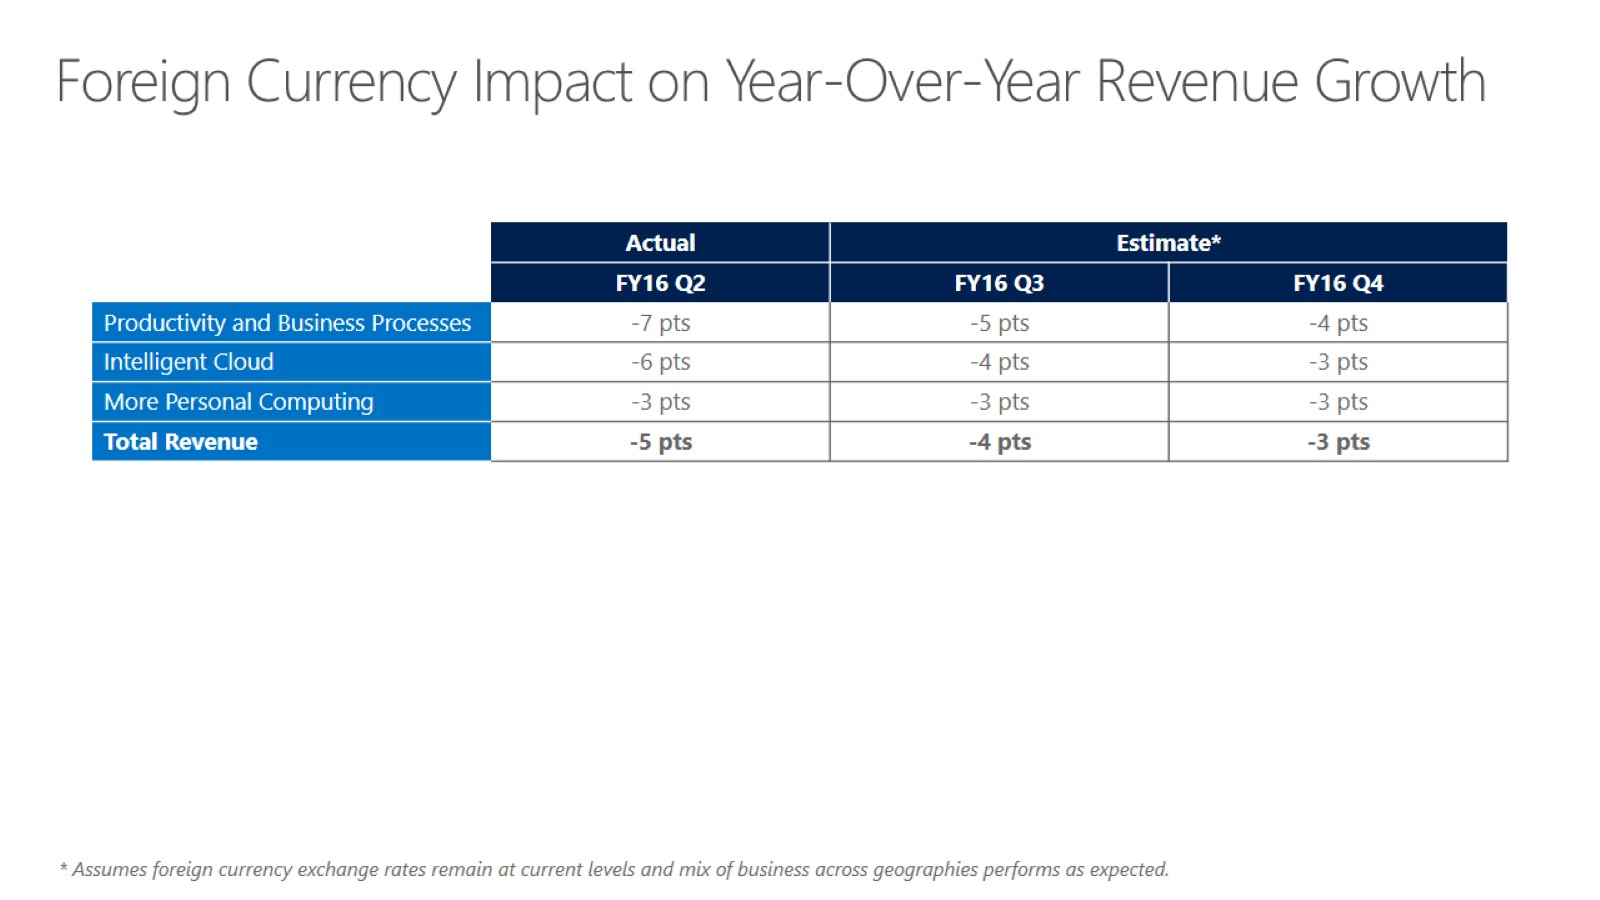 Foreign Currency Impact on Year-Over-Year Revenue Growth
Actual Estimate*
FY16 Q2 FY16 Q3 FY16 Q4
Productivity and Business Processes -7 pts -5 pts -4 pts
Intelligent Cloud -6 pts -4 pts -3 pts
More Personal Computing -3 pts -3 pts -3 pts
Total Revenue -5 pts -4 pts -3 pts
* Assumes foreign currency exchange rates remain at current levels and mix of business across geographies performs as expected.